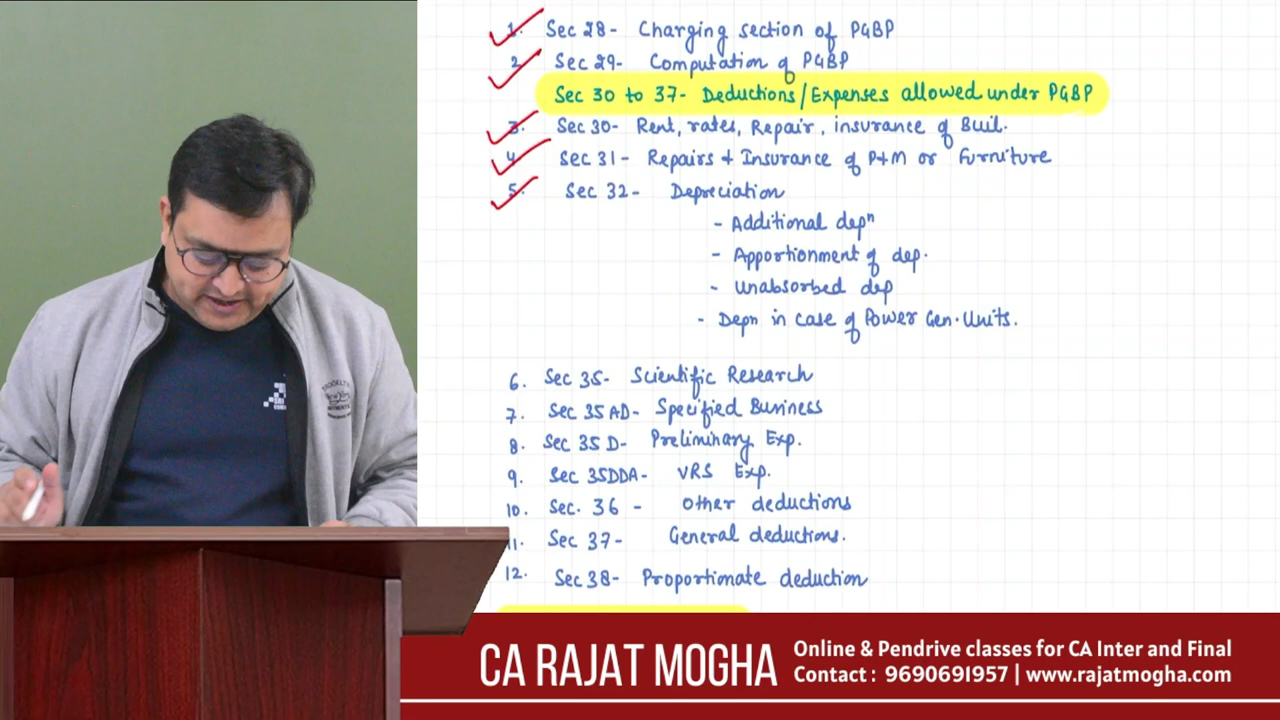 1. Sec 28- Charging section of PGBP
2. Sec 29- Computation of PGBP
Sec 30 to 37- Deductions/Expenses allowed under PGBP
3. Sec 30- Rent, rates, Repair, insurance of Buil.
4. Sec 31- Repairs & Insurance of P+M or Furniture
5. Sec 32- Depreciation
- Additional depⁿ
- Apportionment of dep.
- Unabsorbed dep
- Depn in case of Power Gen. Units.
6. Sec 35- Scientific Research
7. Sec 35 AD- Specified Business
8. Sec 35 D- Preliminary Exp.
9. Sec 35DDA- VRS Exp.
10. Sec. 36 - Other deductions
11. Sec 37- General deductions.
12. Sec 38- Proportionate deduction
CA RAJAT MOGHA
Online & Pendrive classes for CA Inter and Final
Contact : 9690691957 | www.rajatmogha.com